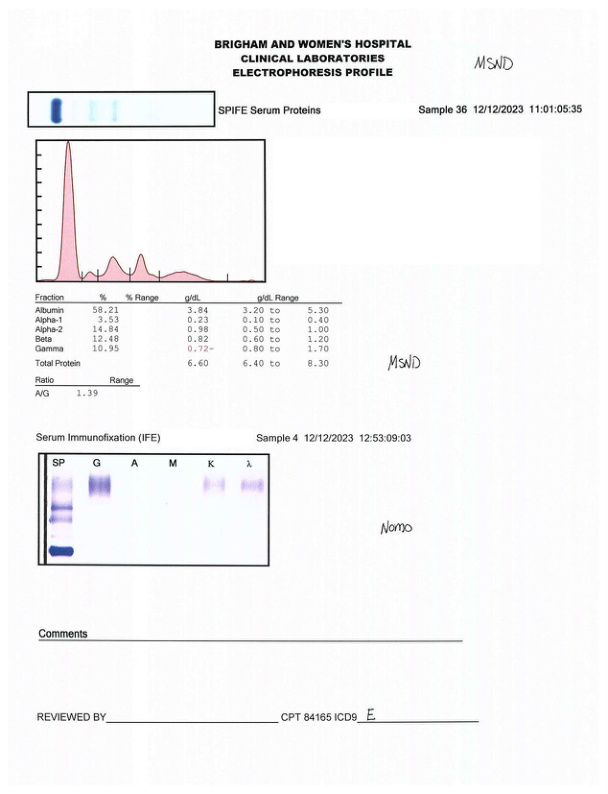 BRIGHAM AND WOMEN'S HOSPITAL
CLINICAL LABORATORIES
ELECTROPHORESIS PROFILE
MSND
SPIFE Serum Proteins Sample 36 12/12/2023 11:01:05:35
Fraction % % Range g/dL g/dL Range
Albumin 58.21 3.84 3.20 to 5.30
Alpha-1 3.53 0.23 0.10 to 0.40
Alpha-2 14.84 0.98 0.50 to 1.00
Beta 12.48 0.82 0.60 to 1.20
Gamma 10.95 0.72- 0.80 to 1.70
Total Protein 6.60 6.40 to 8.30
MSND
Ratio Range
A/G 1.39
Serum Immunofixation (IFE) Sample 4 12/12/2023 12:53:09:03
SP G A M K λ
Nomo
Comments
REVIEWED BY CPT 84165 ICD9 E